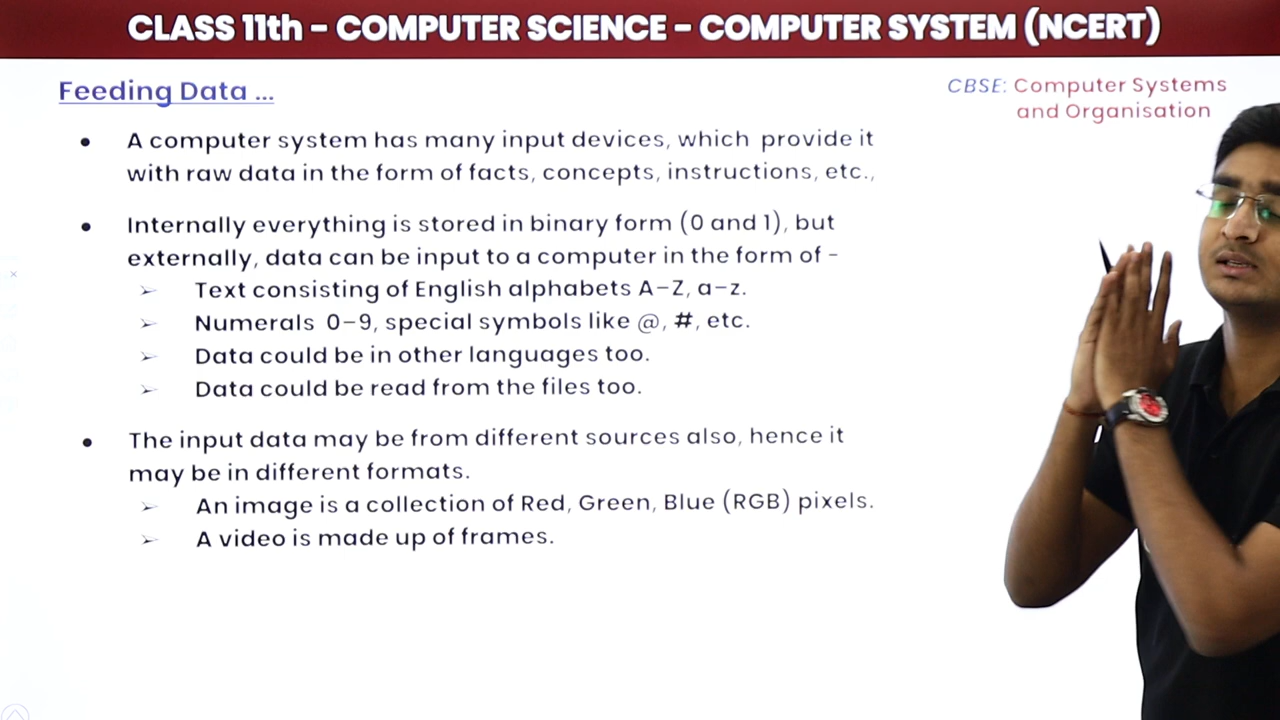 CLASS 11th - COMPUTER SCIENCE - COMPUTER SYSTEM (NCERT)
Feeding Data ...
CBSE: Computer Systems
and Organisation
• A computer system has many input devices, which provide it
with raw data in the form of facts, concepts, instructions, etc.,
• Internally everything is stored in binary form (0 and 1), but
externally, data can be input to a computer in the form of -
➢ Text consisting of English alphabets A-Z, a-z.
➢ Numerals 0-9, special symbols like @, #, etc.
➢ Data could be in other languages too.
➢ Data could be read from the files too.
• The input data may be from different sources also, hence it
may be in different formats.
➢ An image is a collection of Red, Green, Blue (RGB) pixels.
➢ A video is made up of frames.